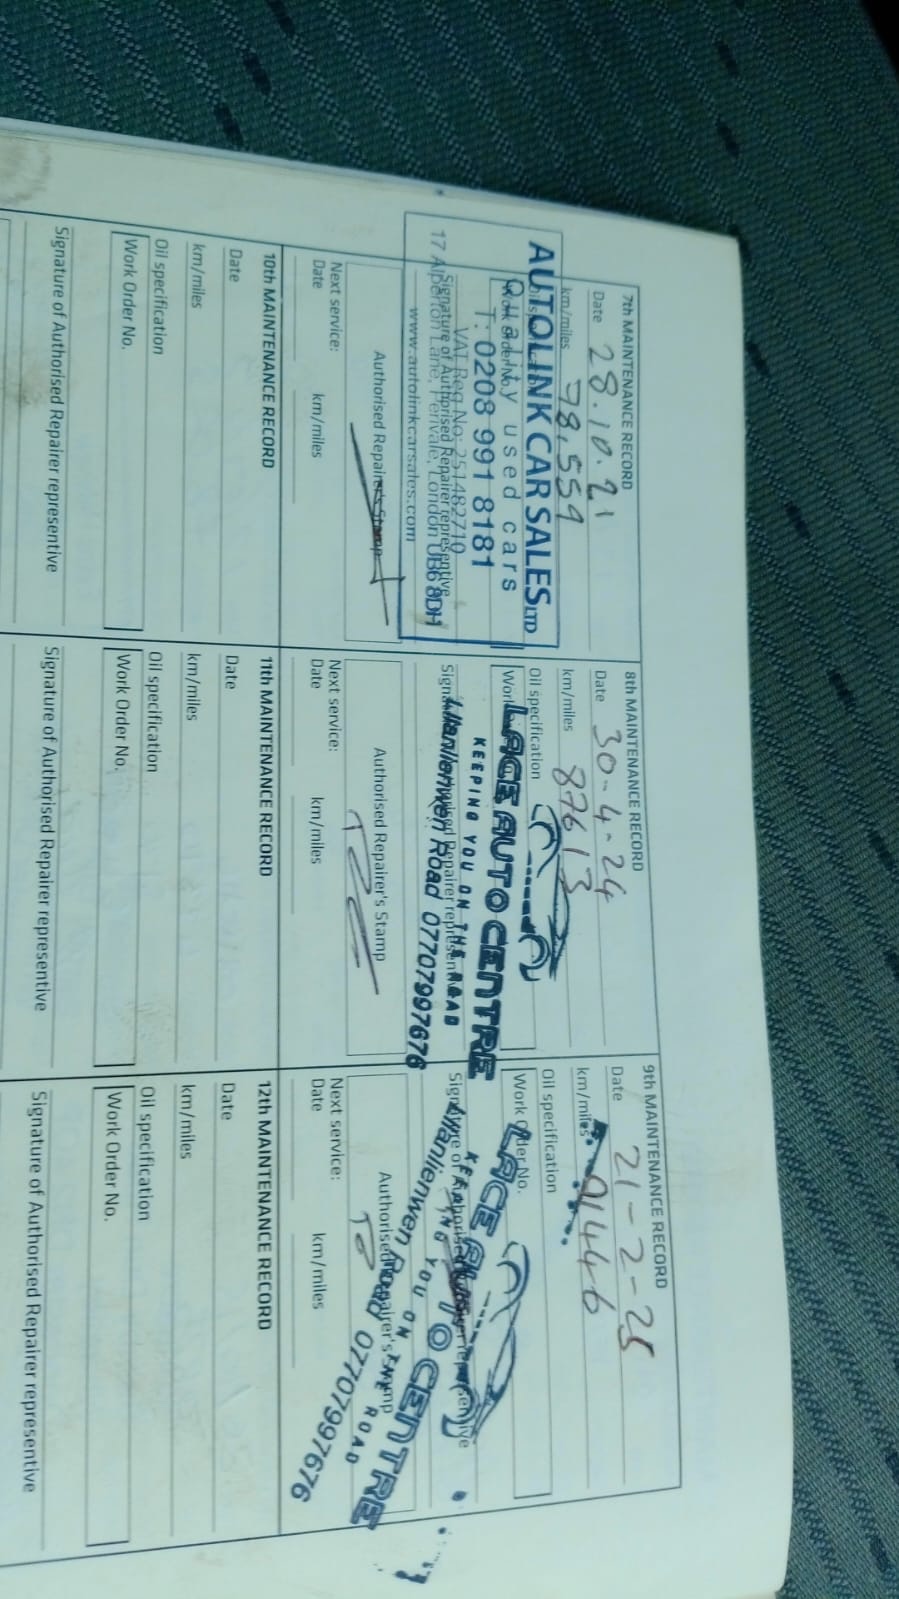 7th MAINTENANCE RECORD
Date 28.10.21
km/miles 78,559
Work Order No.
AUTOLINK CAR SALES LTD
Quality used cars
T: 0208 991 8181
VAT Reg No: 251482710
Signature of Authorised Repairer representive
17 Alperton Lane, Perivale, London UB6 8DH
www.autolinkcarsales.com
Authorised Repairer's Stamp
Next service:
Date km/miles
8th MAINTENANCE RECORD
Date 30-4-24
km/miles 87613
Oil specification
LACE AUTO CENTRE
KEEPING YOU ON THE ROAD
Road 07707997676
Authorised Repairer's Stamp
Next service:
Date km/miles
9th MAINTENANCE RECORD
Date 21-2-25
km/miles 91446
Oil specification
Work Order No.
LACE AUTO CENTRE
KEEPING YOU ON THE ROAD
Road 07707997676
Authorised Repairer's Stamp
Next service:
Date km/miles
10th MAINTENANCE RECORD
Date
km/miles
Oil specification
Work Order No.
Signature of Authorised Repairer representive
11th MAINTENANCE RECORD
Date
km/miles
Oil specification
Work Order No.
Signature of Authorised Repairer representive
12th MAINTENANCE RECORD
Date
km/miles
Oil specification
Work Order No.
Signature of Authorised Repairer representive